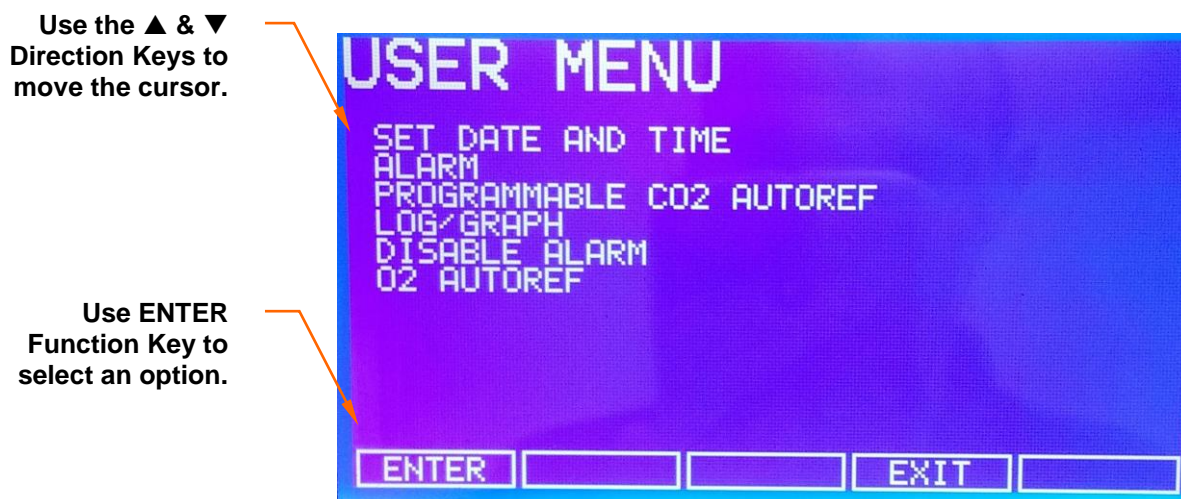 Use the ▲ & ▼
Direction Keys to
move the cursor.
USER MENU
SET DATE AND TIME
ALARM
PROGRAMMABLE CO2 AUTOREF
LOG/GRAPH
DISABLE ALARM
O2 AUTOREF
Use ENTER
Function Key to
select an option.
ENTER
EXIT